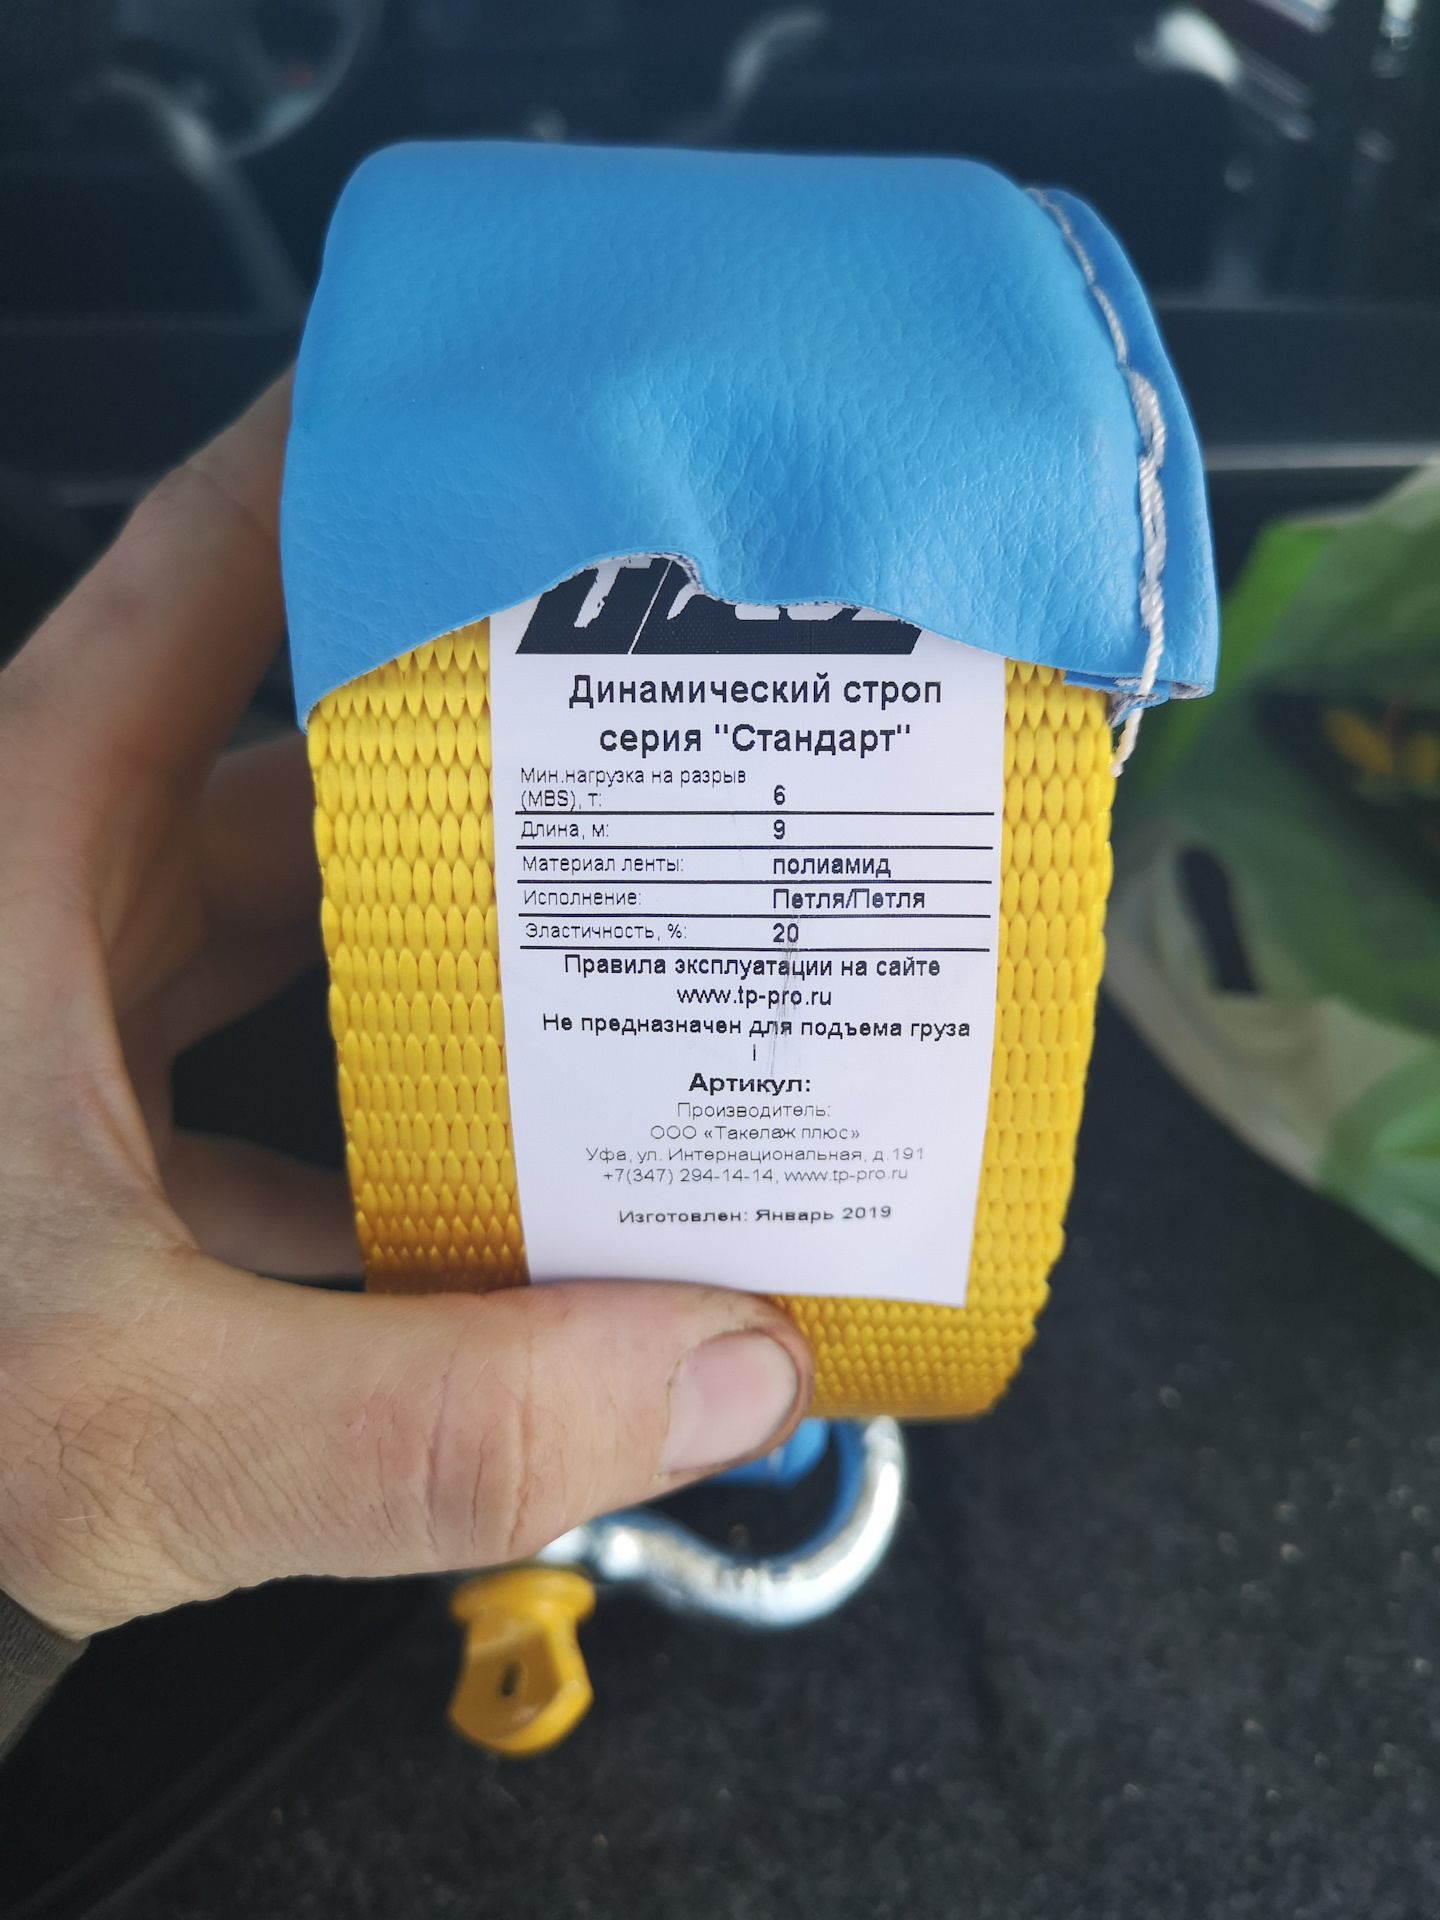 Динамический строп
серия "Стандарт"
Мин.нагрузка на разрыв
(MBS), т: 6
Длина, м: 9
Материал ленты: полиамид
Исполнение: Петля/Петля
Эластичность, %: 20
Правила эксплуатации на сайте
www.tp-pro.ru
Не предназначен для подъема груза
!
Артикул:
Производитель:
ООО «Такелаж плюс»
Уфа, ул. Интернациональная, д.191
+7(347) 294-14-14, www.tp-pro.ru
Изготовлен: Январь 2019